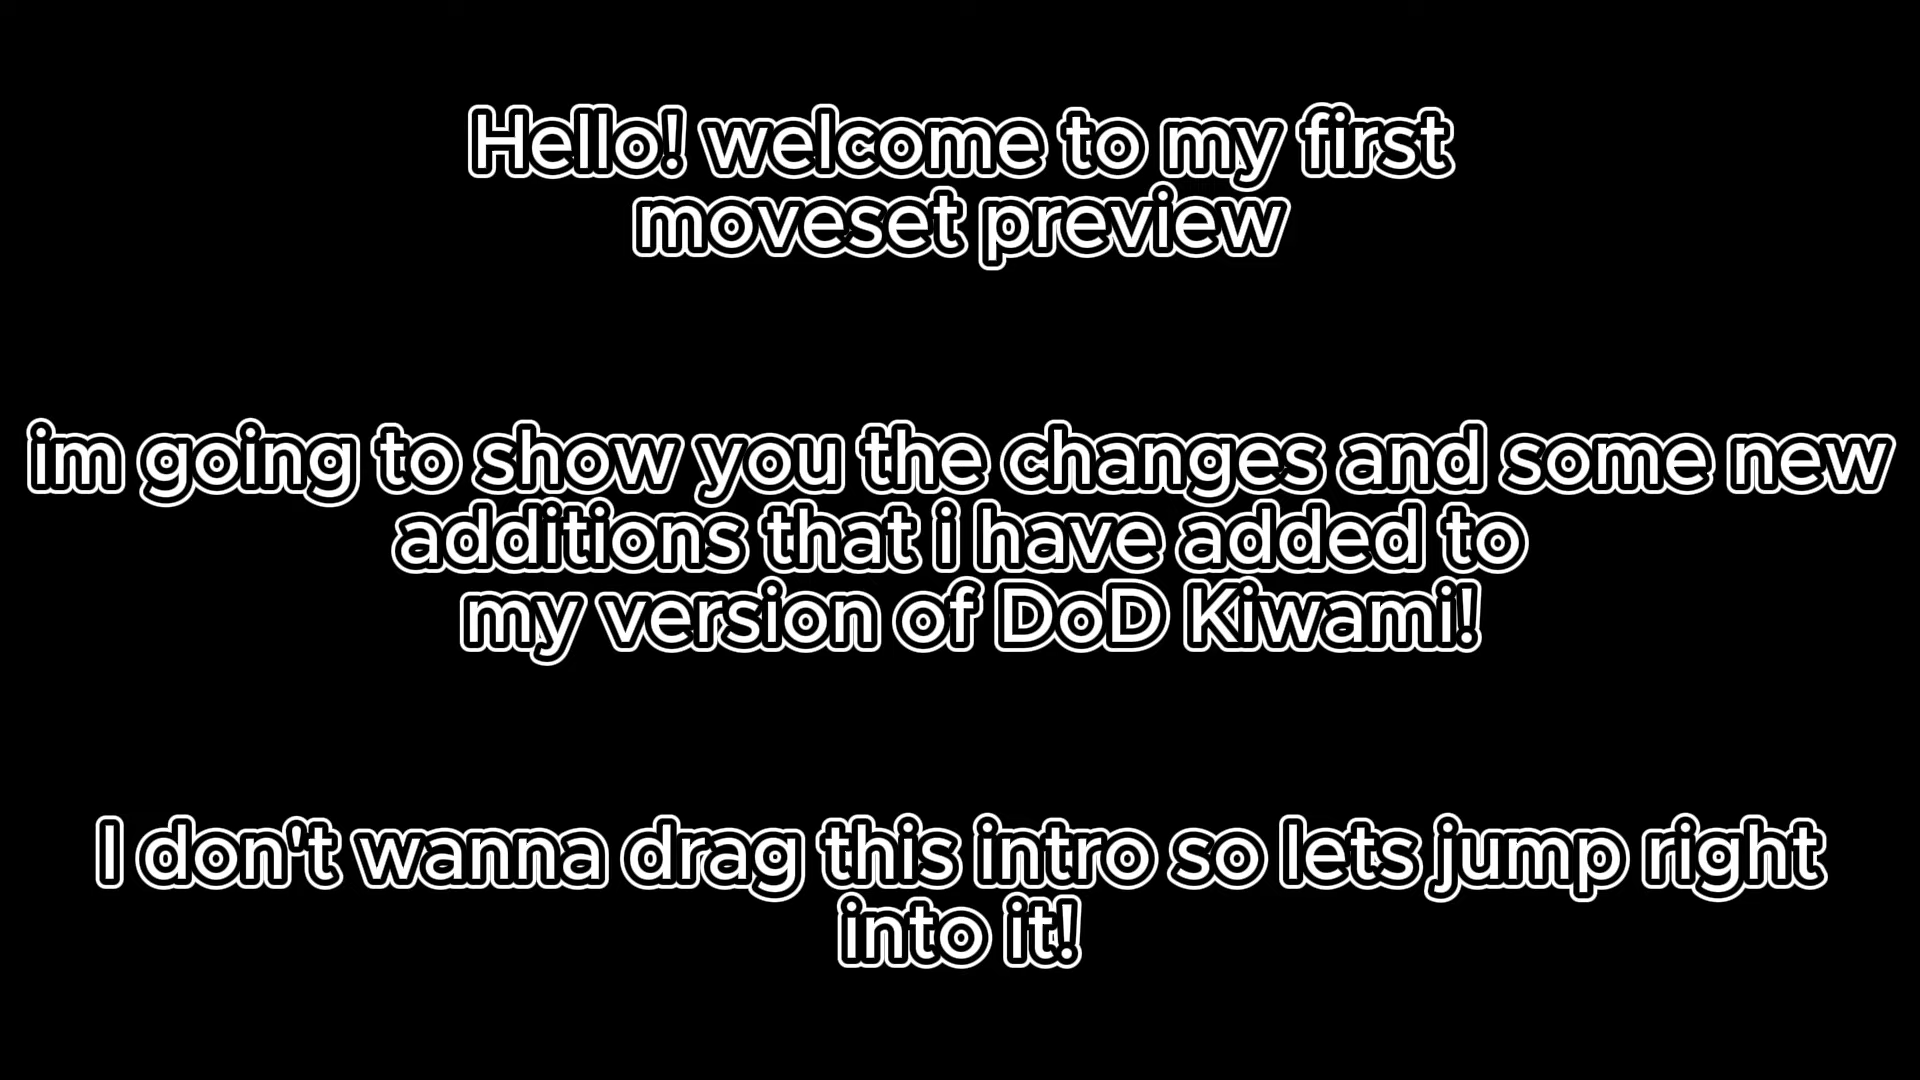 Hello! welcome to my first
moveset preview
im going to show you the changes and some new
additions that i have added to
my version of DoD Kiwami!
I don't wanna drag this intro so lets jump right
into it!